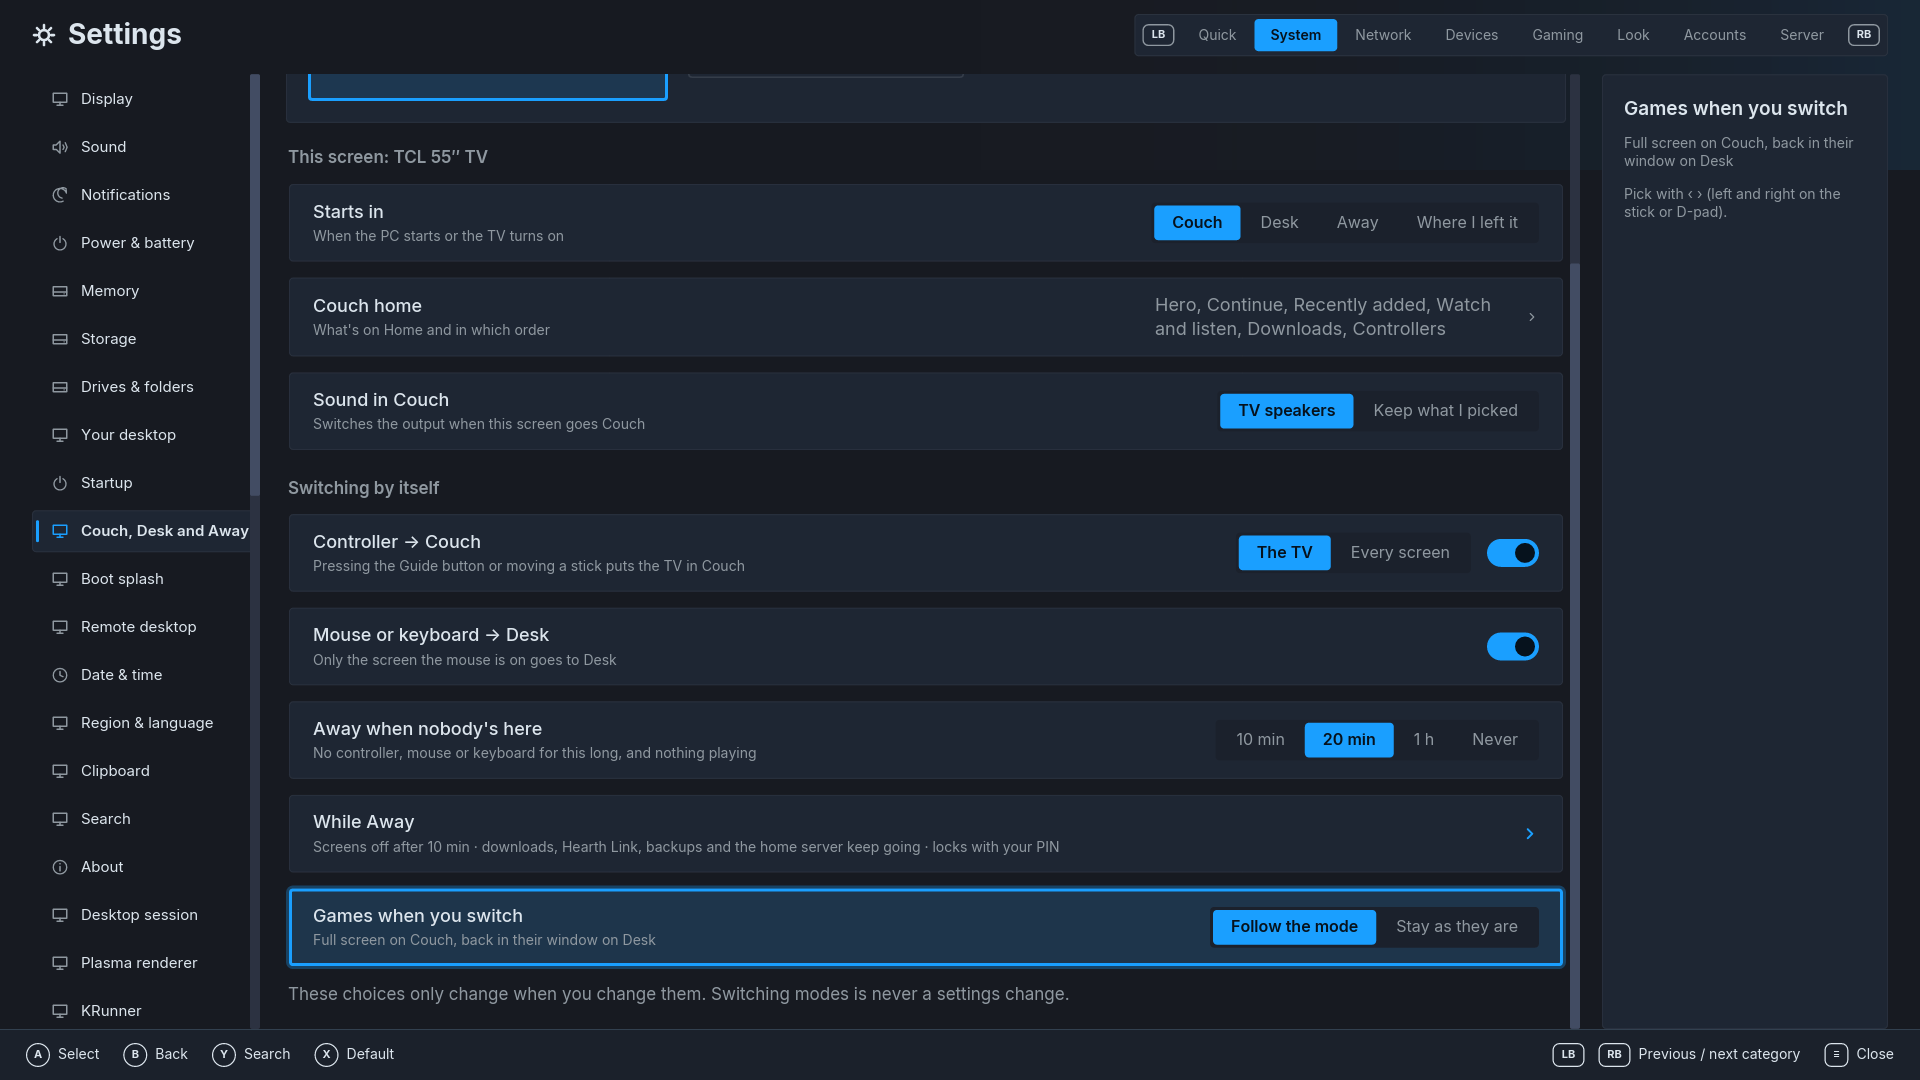 Settings
LB Quick System Network Devices Gaming Look Accounts Server RB
Display
Sound
Notifications
Power & battery
Memory
Storage
Drives & folders
Your desktop
Startup
Couch, Desk and Away
Boot splash
Remote desktop
Date & time
Region & language
Clipboard
Search
About
Desktop session
Plasma renderer
KRunner
This screen: TCL 55″ TV
Starts in
When the PC starts or the TV turns on
Couch Desk Away Where I left it
Couch home
What's on Home and in which order
Hero, Continue, Recently added, Watch
and listen, Downloads, Controllers
Sound in Couch
Switches the output when this screen goes Couch
TV speakers Keep what I picked
Switching by itself
Controller → Couch
Pressing the Guide button or moving a stick puts the TV in Couch
The TV Every screen
Mouse or keyboard → Desk
Only the screen the mouse is on goes to Desk
Away when nobody's here
No controller, mouse or keyboard for this long, and nothing playing
10 min 20 min 1 h Never
While Away
Screens off after 10 min · downloads, Hearth Link, backups and the home server keep going · locks with your PIN
Games when you switch
Full screen on Couch, back in their window on Desk
Follow the mode Stay as they are
These choices only change when you change them. Switching modes is never a settings change.
Games when you switch
Full screen on Couch, back in their
window on Desk
Pick with ‹ › (left and right on the
stick or D-pad).
A Select B Back Y Search X Default
LB RB Previous / next category ≡ Close